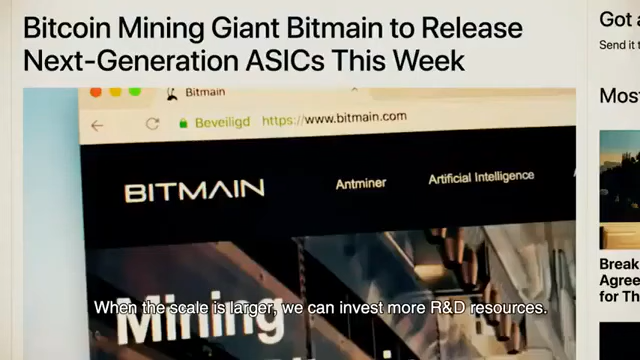 Bitcoin Mining Giant Bitmain to Release
Next-Generation ASICs This Week
Got a
Send it t
Most
Bitmain
Beveiligd https://www.bitmain.com
BITMAIN
Antminer
Artificial Intelligence
Mining
When the scale is larger, we can invest more R&D resources.
Break
Agree
for Th